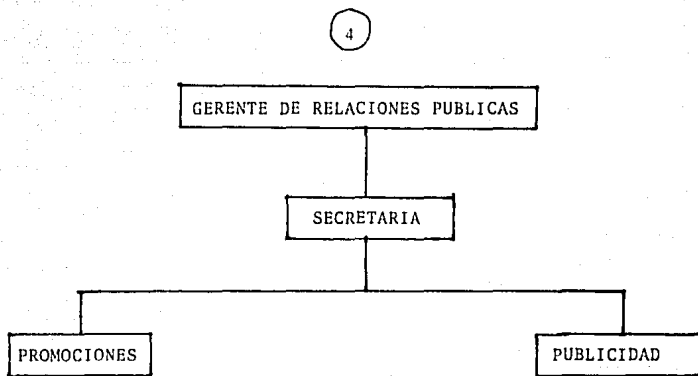 4
GERENTE DE RELACIONES PUBLICAS
SECRETARIA
PROMOCIONES
PUBLICIDAD